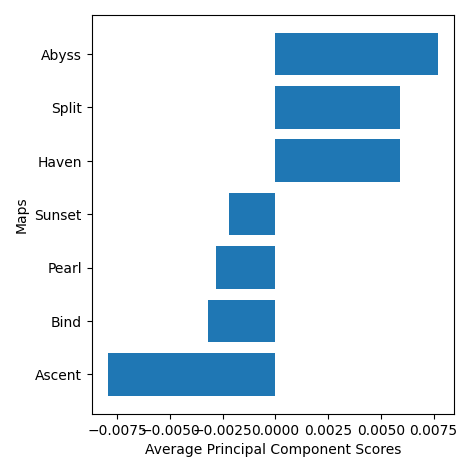 Abyss
Split
Haven
Sunset
Pearl
Bind
Ascent
Maps
−0.0075 −0.0050 −0.0025 0.0000 0.0025 0.0050 0.0075
Average Principal Component Scores